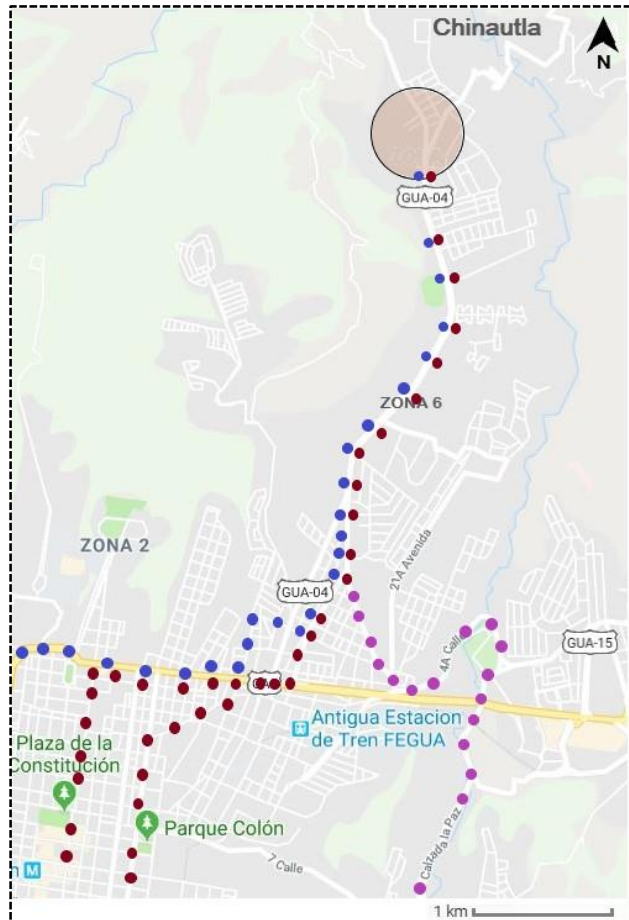 Chinautla
N
GUA-04
ZONA 6
ZONA 2
21A Avenida
GUA-04
4A Calle
GUA-15
Antigua Estacion
de Tren FEGUA
Plaza de la
Constitución
Parque Colón
7 Calle
Calzada la Paz
M
1 km